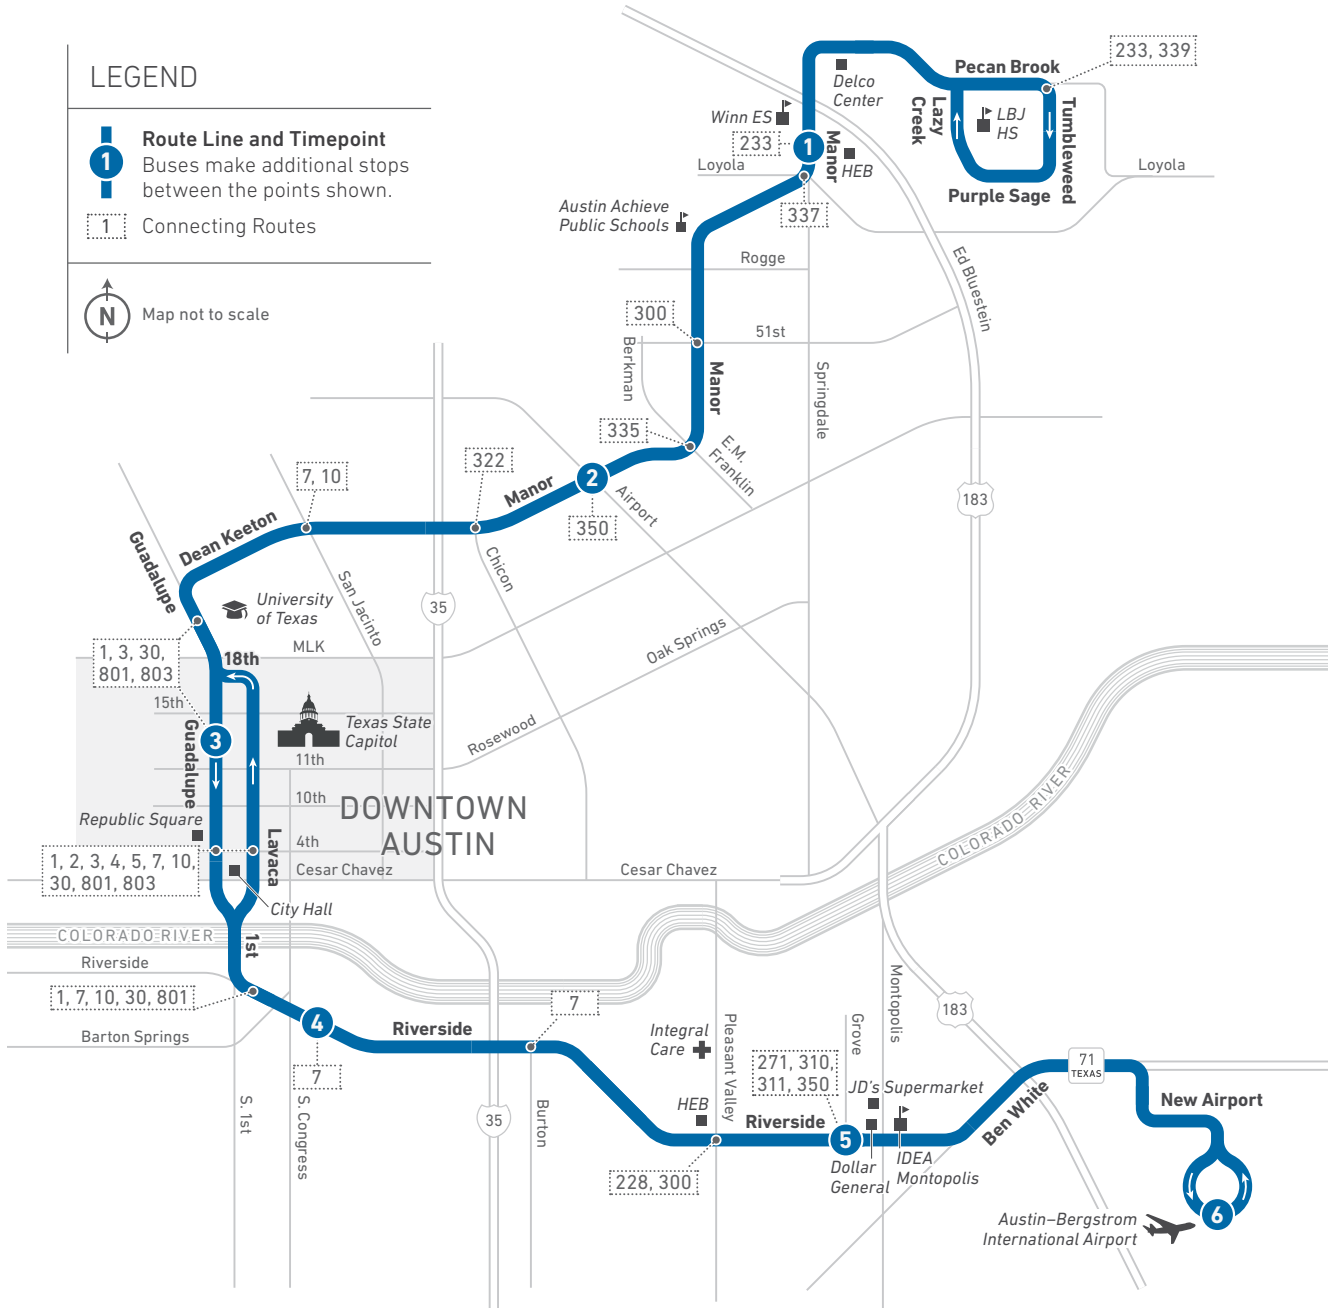 LEGEND
1
Route Line and Timepoint
Buses make additional stops
between the points shown.
1
Connecting Routes
N
Map not to scale
233, 339
Pecan Brook
Delco
Center
Lazy
Creek
LBJ
HS
Tumbleweed
Winn ES
233
1
Manor
HEB
Loyola
Loyola
Purple Sage
337
Austin Achieve
Public Schools
Rogge
Ed Bluestein
300
51st
Berkman
Manor
Springdale
335
E.M.
Franklin
322
7, 10
Manor
2
Airport
350
183
Dean Keeton
Guadalupe
Chicon
San Jacinto
University
of Texas
35
1, 3, 30,
801, 803
MLK
18th
Oak Springs
15th
3
Guadalupe
Texas State
Capitol
Rosewood
11th
10th
DOWNTOWN
AUSTIN
Republic Square
Lavaca
4th
1, 2, 3, 4, 5, 7, 10,
30, 801, 803
Cesar Chavez
Cesar Chavez
COLORADO RIVER
City Hall
COLORADO RIVER
1st
Riverside
1, 7, 10, 30, 801
4
Barton Springs
7
Riverside
7
Integral
Care
Pleasant Valley
Grove
Montopolis
183
271, 310,
311, 350
JD's Supermarket
71
TEXAS
S. 1st
S. Congress
35
Burton
HEB
Riverside
5
Ben White
New Airport
228, 300
Dollar
General
IDEA
Montopolis
6
Austin–Bergstrom
International Airport